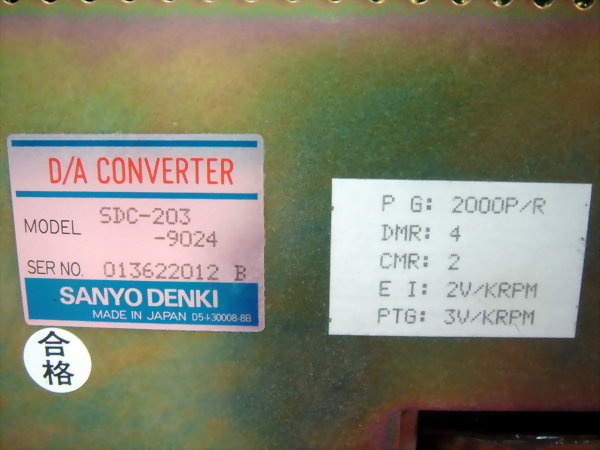 D/A CONVERTER
MODEL SDC-203
-9024
SER NO. 013622012 B
SANYO DENKI
MADE IN JAPAN D5+30008-8B
合格
P G: 2000P/R
DMR: 4
CMR: 2
E I: 2V/KRPM
PTG: 3V/KRPM